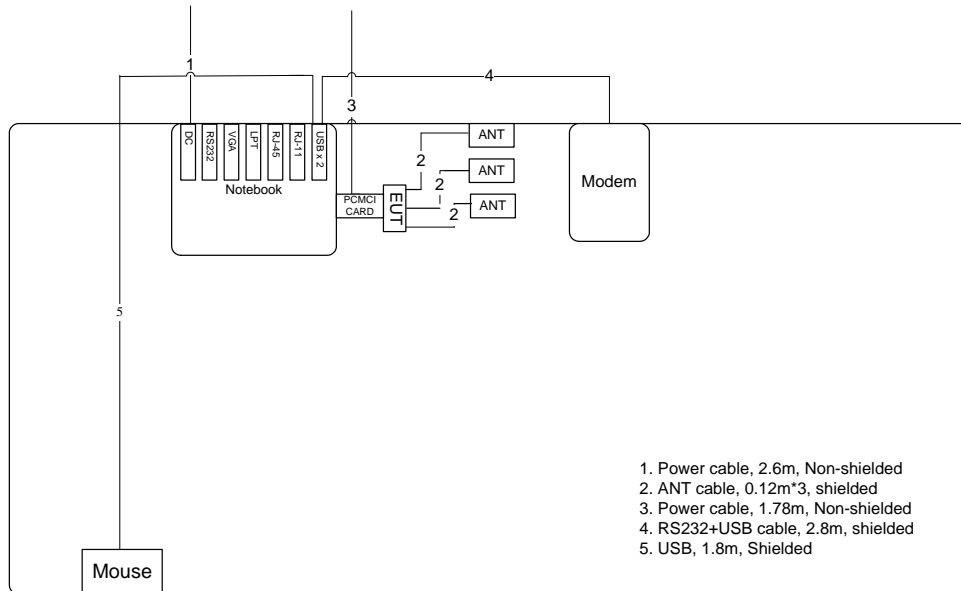 1
4
3
DC
RS232
VGA
LPT
RJ-45
RJ-11
USB x 2
Notebook
PCMCI
CARD
EUT
2
2
2
ANT
ANT
ANT
Modem
5
Mouse
1. Power cable, 2.6m, Non-shielded
2. ANT cable, 0.12m*3, shielded
3. Power cable, 1.78m, Non-shielded
4. RS232+USB cable, 2.8m, shielded
5. USB, 1.8m, Shielded